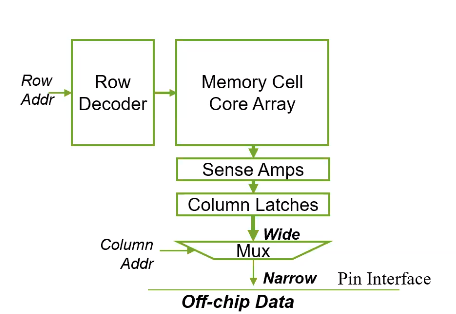 Row
Addr
Row
Decoder
Memory Cell
Core Array
Sense Amps
Column Latches
Wide
Column
Addr
Mux
Narrow
Pin Interface
Off-chip Data